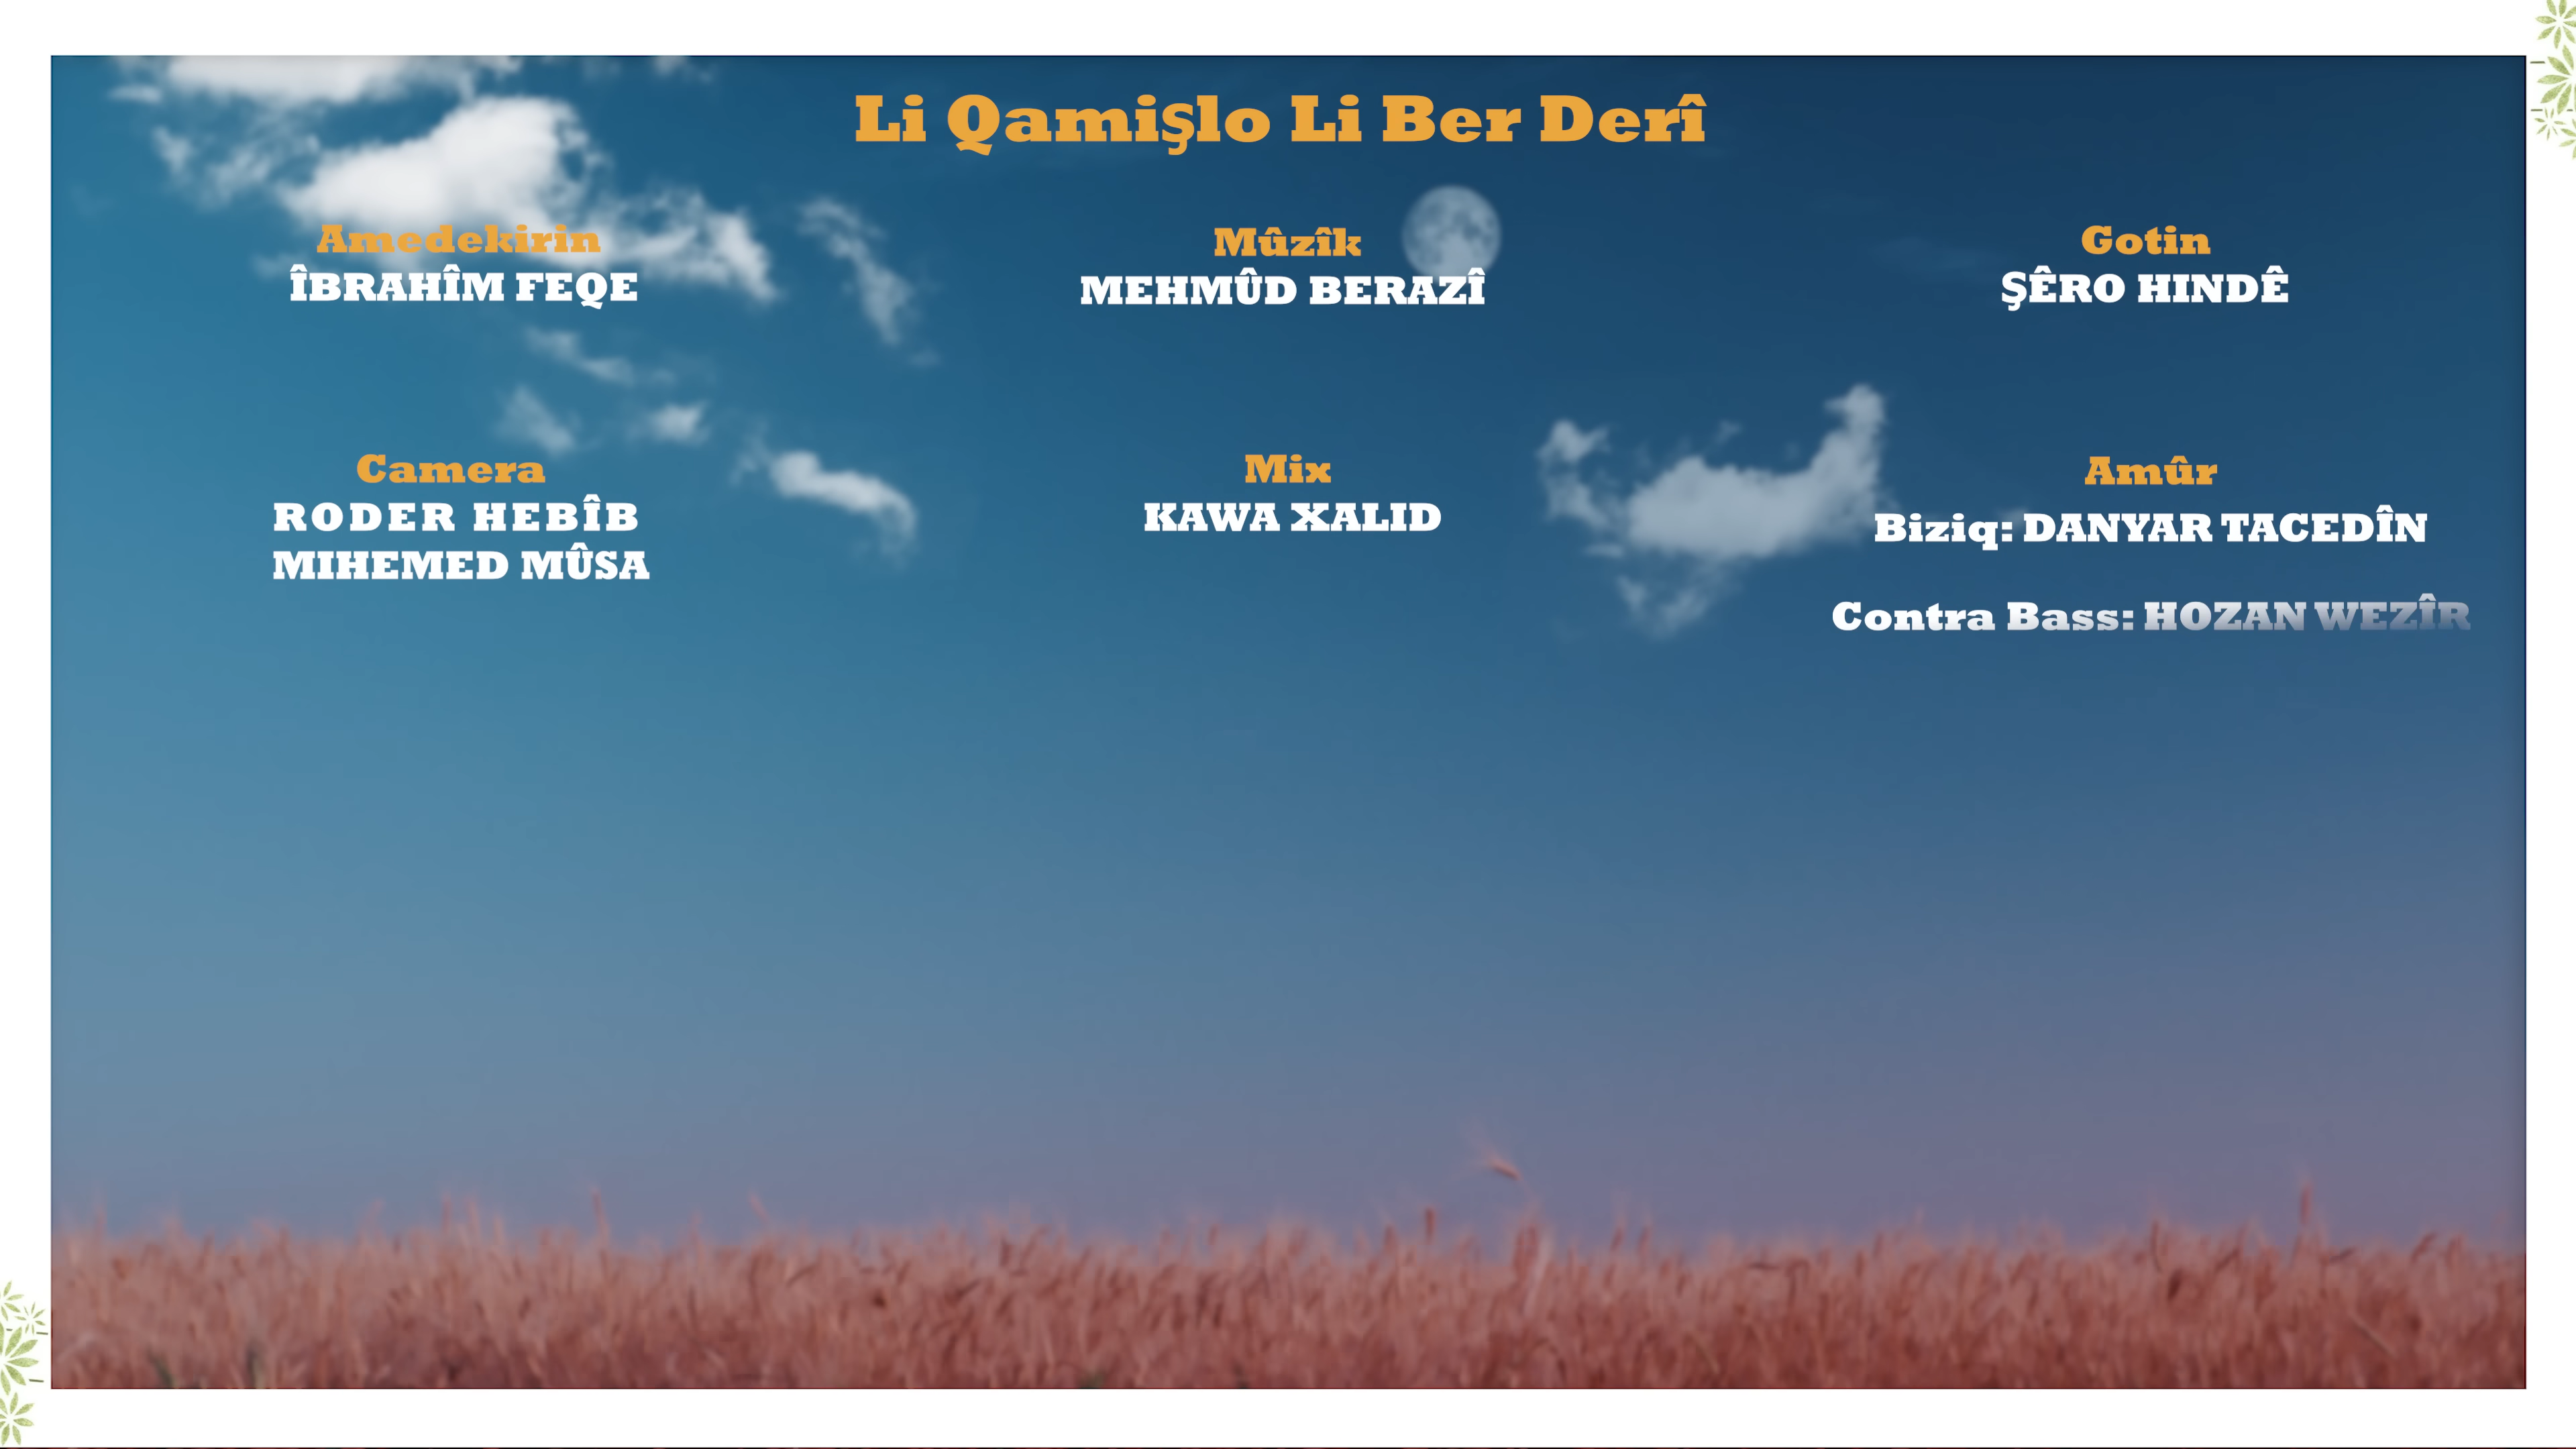 Li Qamişlo Li Ber Derî
Amedekirin
ÎBRAHÎM FEQE
Mûzîk
MEHMÛD BERAZÎ
Gotin
ŞÊRO HINDÊ
Camera
RODER HEBÎB
MIHEMED MÛSA
Mix
KAWA XALID
Amûr
Biziq: DANYAR TACEDÎN
Contra Bass: HOZAN WEZÎR